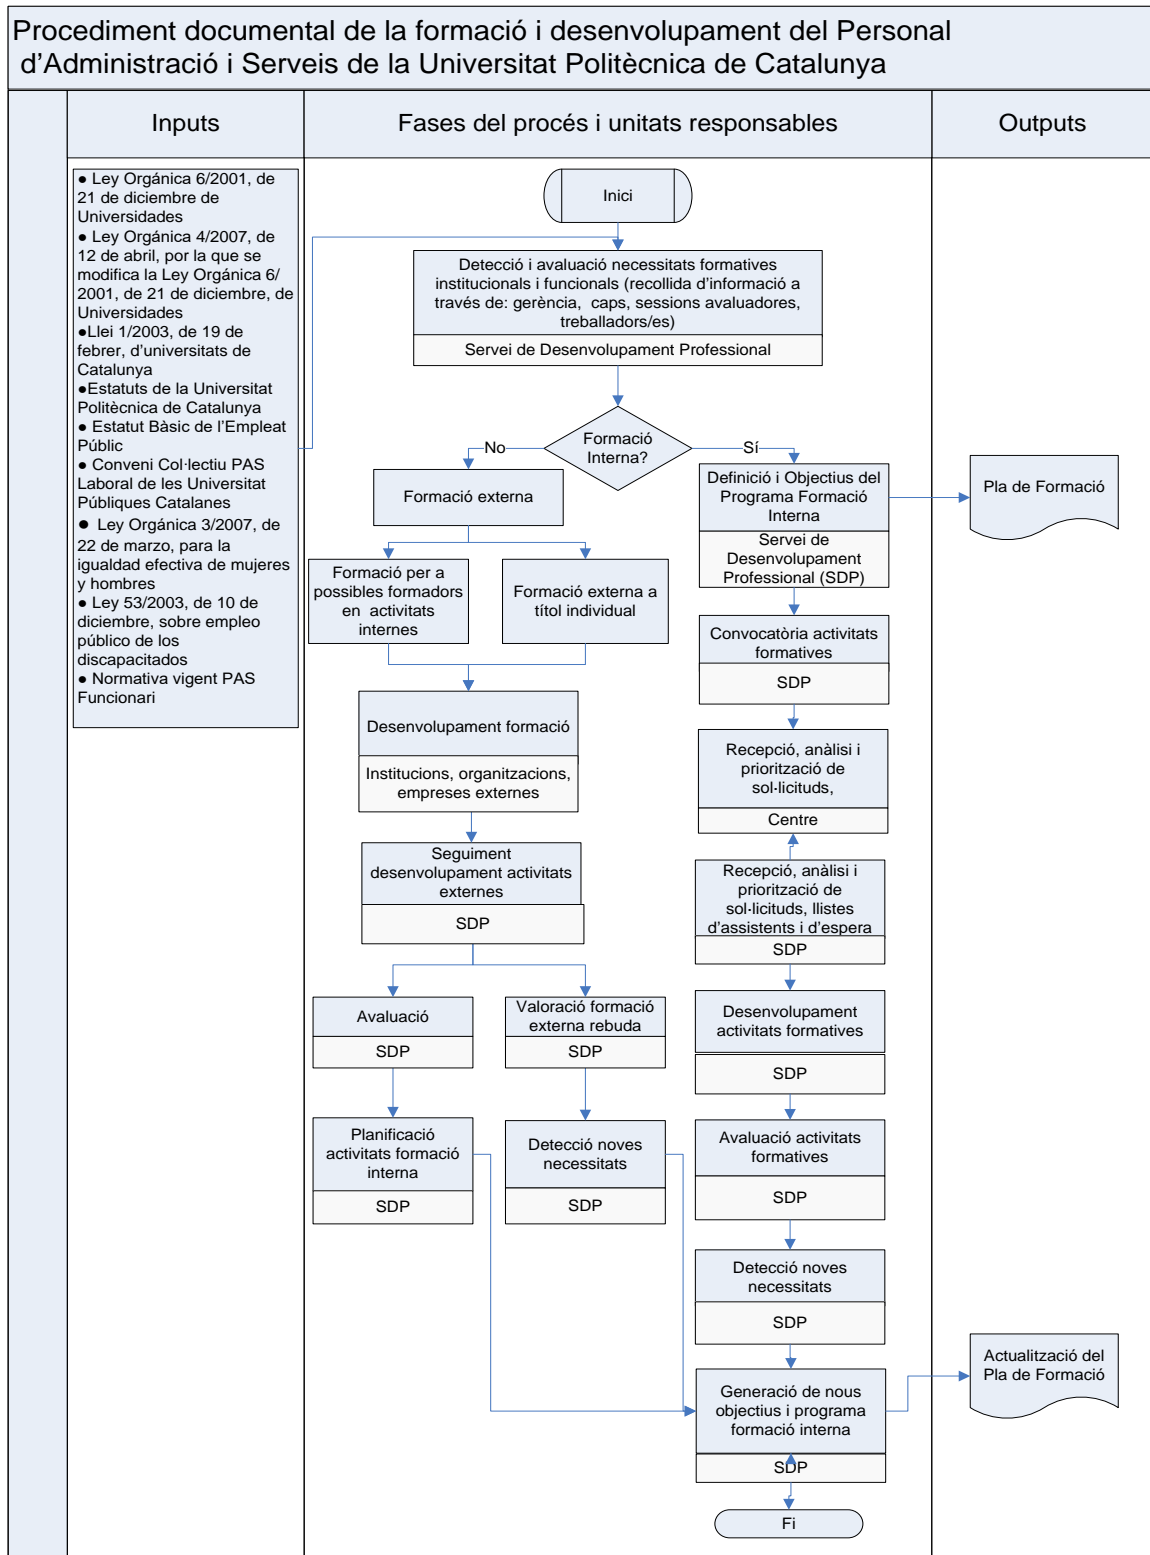 Procediment documental de la formació i desenvolupament del Personal
d'Administració i Serveis de la Universitat Politècnica de Catalunya
Inputs
Fases del procés i unitats responsables
Outputs
● Ley Orgánica 6/2001, de
21 de diciembre de
Universidades
● Ley Orgánica 4/2007, de
12 de abril, por la que se
modifica la Ley Orgánica 6/
2001, de 21 de diciembre, de
Universidades
●Llei 1/2003, de 19 de
febrer, d'universitats de
Catalunya
●Estatuts de la Universitat
Politècnica de Catalunya
● Estatut Bàsic de l'Empleat
Públic
● Conveni Col·lectiu PAS
Laboral de les Universitat
Públiques Catalanes
● Ley Orgánica 3/2007, de
22 de marzo, para la
igualdad efectiva de mujeres
y hombres
● Ley 53/2003, de 10 de
diciembre, sobre empleo
público de los
discapacitados
● Normativa vigent PAS
Funcionari
Inici
Detecció i avaluació necessitats formatives
institucionals i funcionals (recollida d'informació a
través de: gerència, caps, sessions avaluadores,
treballadors/es)
Servei de Desenvolupament Professional
Formació
Interna?
No
Sí
Formació externa
Formació per a
possibles formadors
en activitats
internes
Formació externa a
títol individual
Desenvolupament formació
Institucions, organitzacions,
empreses externes
Seguiment
desenvolupament activitats
externes
SDP
Avaluació
SDP
Valoració formació
externa rebuda
SDP
Planificació
activitats formació
interna
SDP
Detecció noves
necessitats
SDP
Definició i Objectius del
Programa Formació
Interna
Servei de
Desenvolupament
Professional (SDP)
Convocatòria activitats
formatives
SDP
Recepció, anàlisi i
priorització de
sol·licituds,
Centre
Recepció, anàlisi i
priorització de
sol·licituds, llistes
d'assistents i d'espera
SDP
Desenvolupament
activitats formatives
SDP
Avaluació activitats
formatives
SDP
Detecció noves
necessitats
SDP
Generació de nous
objectius i programa
formació interna
SDP
Fi
Pla de Formació
Actualització del
Pla de Formació